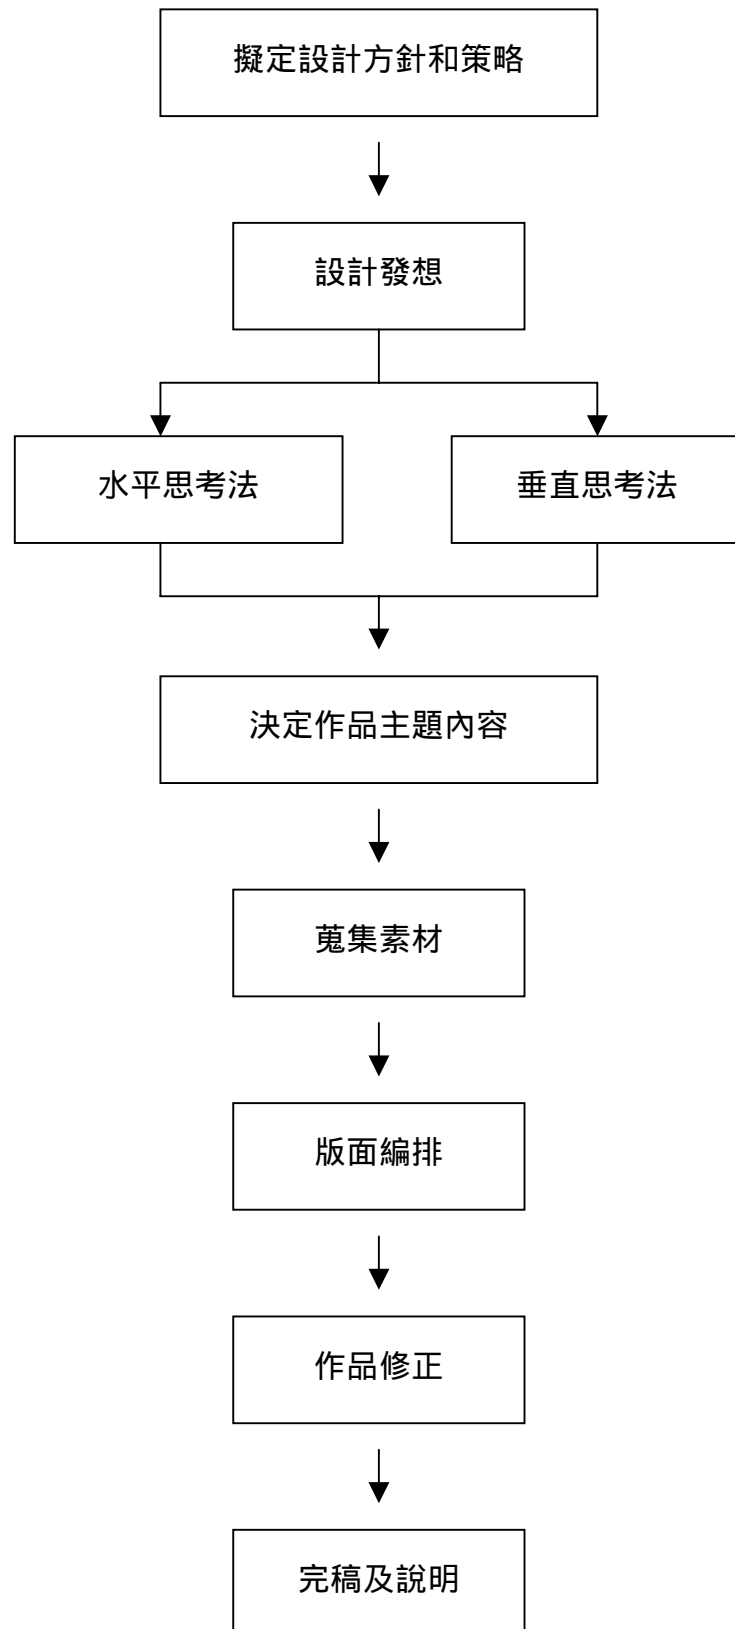 擬定設計方針和策略
設計發想
水平思考法
垂直思考法
決定作品主題內容
蒐集素材
版面編排
作品修正
完稿及說明